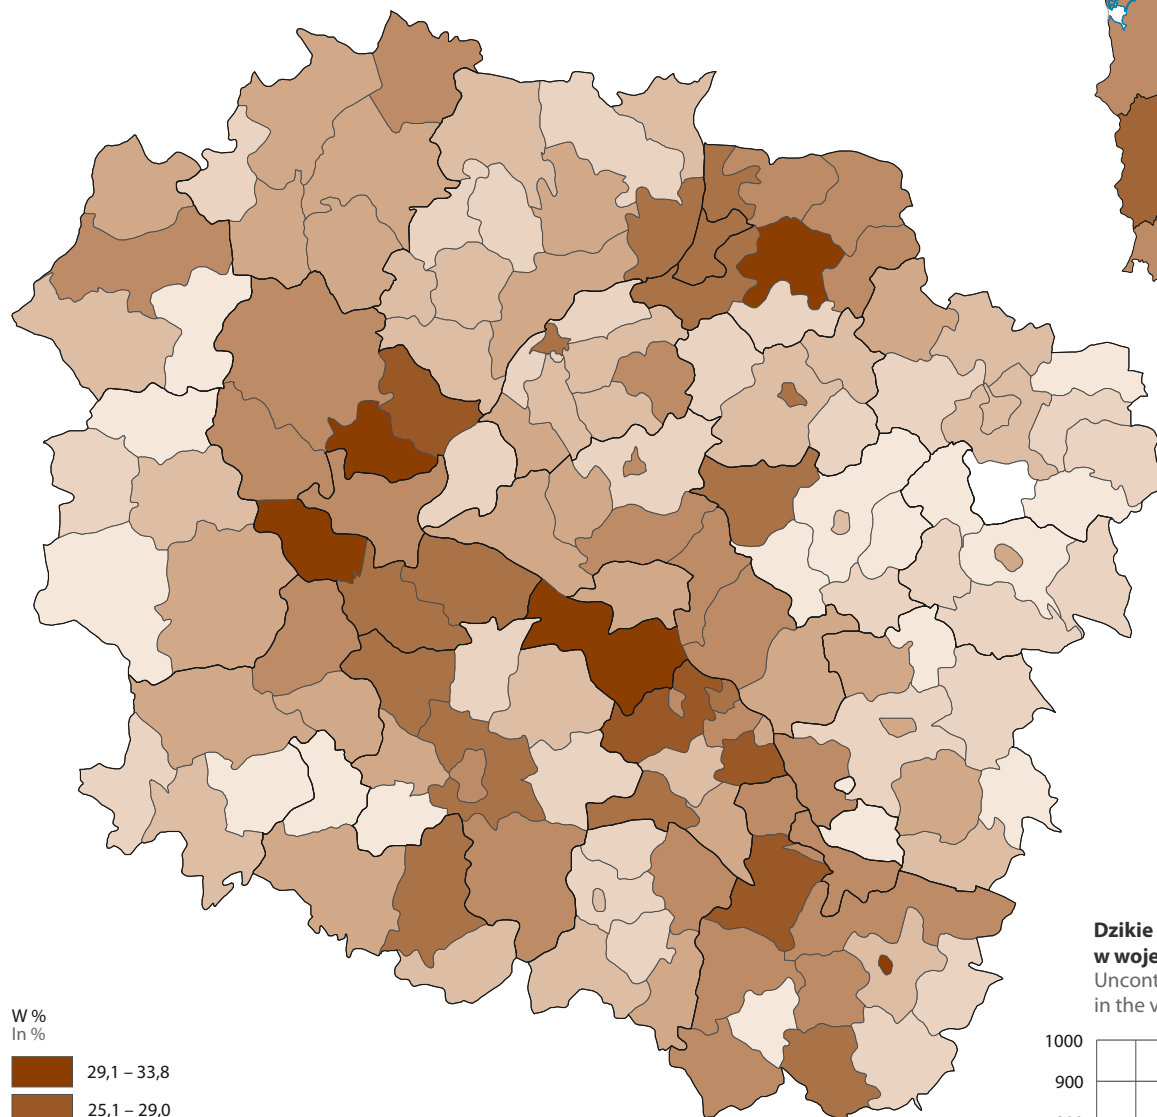 W %
In %
29,1 – 33,8
25,1 – 29,0
Dzikie
w woje
Uncont
in the v
1000
900